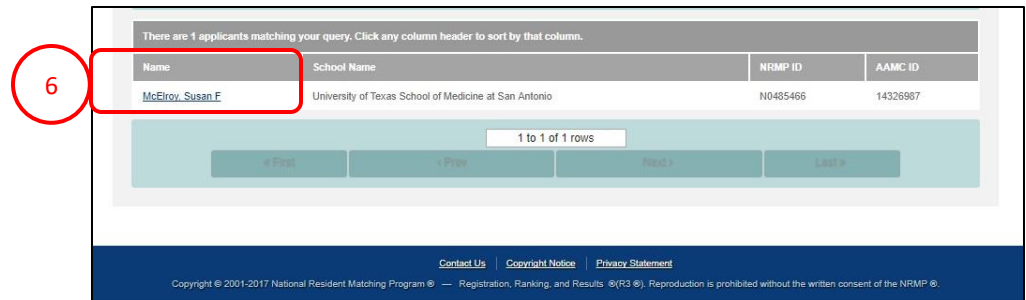 There are 1 applicants matching your query. Click any column header to sort by that column.
Name School Name NRMP ID AAMC ID
6
McElroy, Susan F University of Texas School of Medicine at San Antonio N0485466 14326987
1 to 1 of 1 rows
« First < Prev Next > Last »
Contact Us Copyright Notice Privacy Statement
Copyright © 2001-2017 National Resident Matching Program ® — Registration, Ranking, and Results ®(R3 ®). Reproduction is prohibited without the written consent of the NRMP ®.